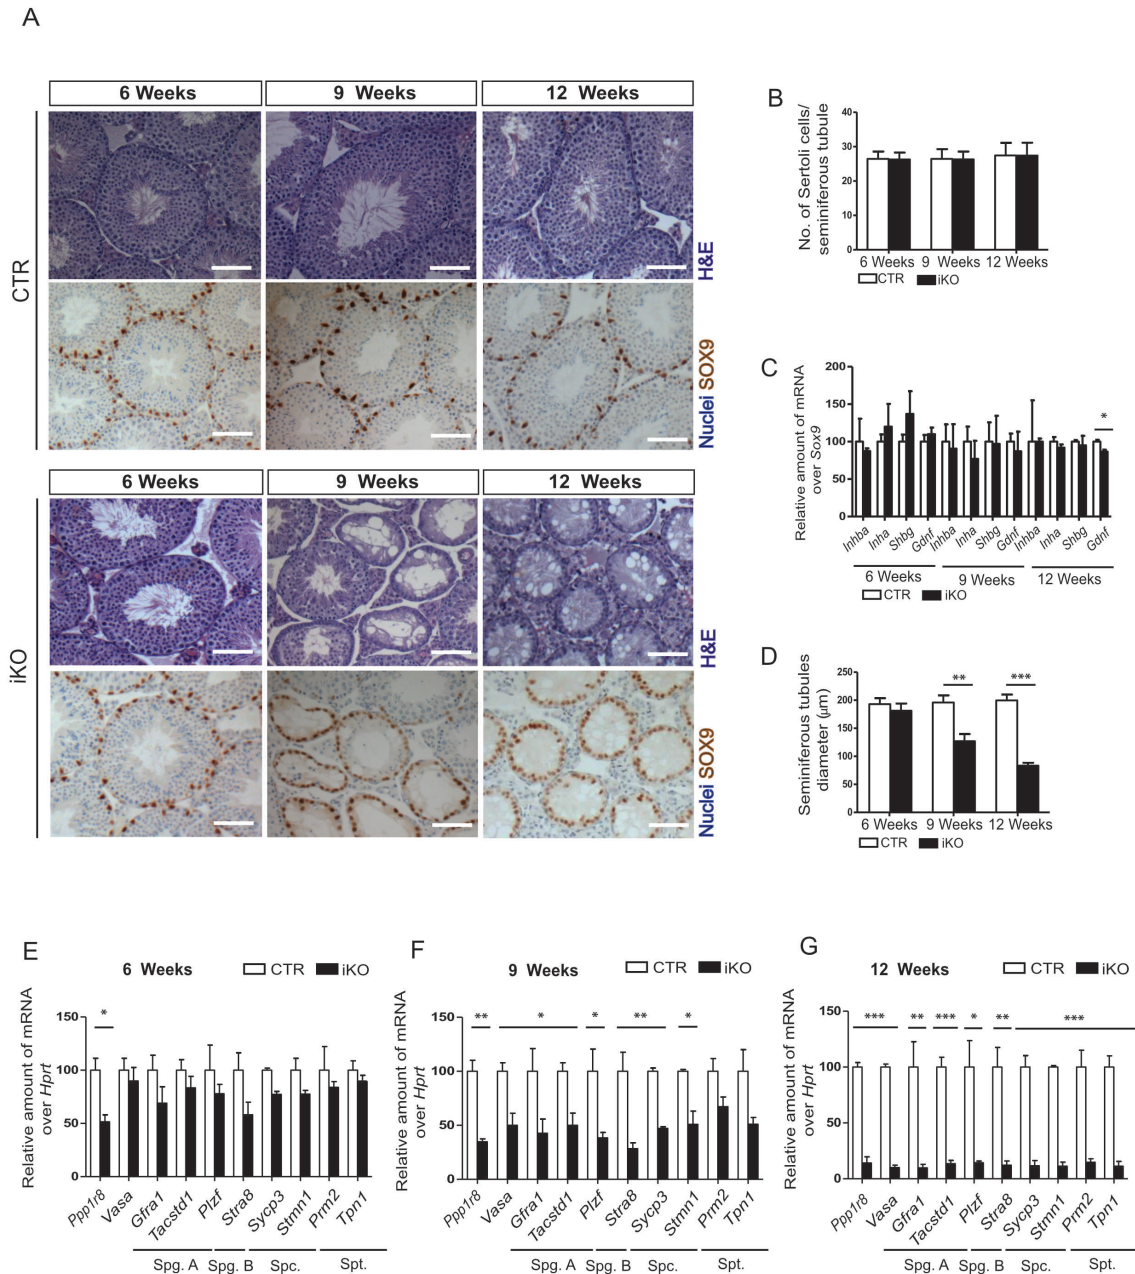 A
6 Weeks
9 Weeks
12 Weeks
CTR
H&E
Nuclei SOX9
6 Weeks
9 Weeks
12 Weeks
iKO
H&E
Nuclei SOX9
B
No. of Sertoli cells/
seminiferous tubule
40
30
20
10
0
6 Weeks 9 Weeks 12 Weeks
CTR iKO
C
Relative amount of mRNA
over Sox9
200
150
100
50
0
*
Inhba Inha Shbg Gdnf Inhba Inha Shbg Gdnf Inhba Inha Shbg Gdnf
6 Weeks 9 Weeks 12 Weeks
CTR iKO
D
Seminiferous tubules
diameter (μm)
250
200
150
100
50
0
** ***
6 Weeks 9 Weeks 12 Weeks
CTR iKO
E
6 Weeks
CTR iKO
Relative amount of mRNA
over Hprt
150
100
50
0
*
Ppp1r8 Vasa Gfra1 Tacstd1 Plzf Stra8 Sycp3 Stmn1 Prm2 Tpn1
Spg. A Spg. B Spc. Spt.
F
9 Weeks
CTR iKO
Relative amount of mRNA
over Hprt
150
100
50
0
** * * ** *
Ppp1r8 Vasa Gfra1 Tacstd1 Plzf Stra8 Sycp3 Stmn1 Prm2 Tpn1
Spg. A Spg. B Spc. Spt.
G
12 Weeks
CTR iKO
Relative amount of mRNA
over Hprt
150
100
50
0
*** ** *** * ** ***
Ppp1r8 Vasa Gfra1 Tacstd1 Plzf Stra8 Sycp3 Stmn1 Prm2 Tpn1
Spg. A Spg. B Spc. Spt.